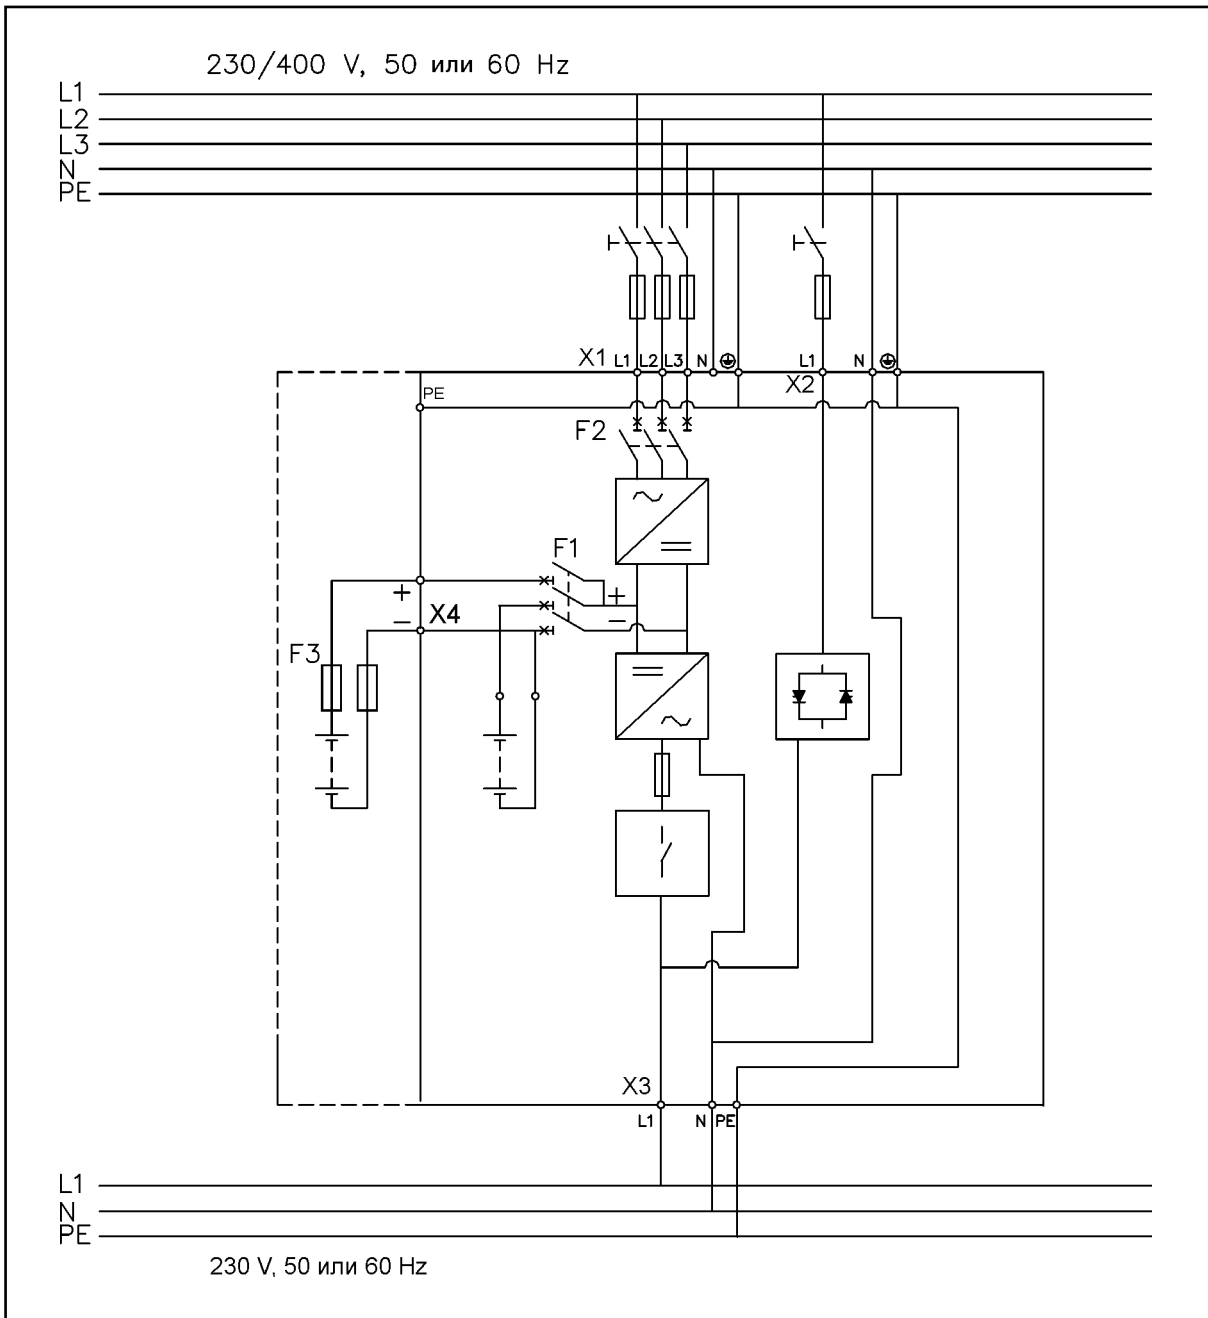 230/400 V, 50 или 60 Hz
L1
L2
L3
N
PE
X1 L1 L2 L3 N L1 N
X2
PE
F2
F1
+ +
X4
− −
F3
X3
L1 N PE
L1
N
PE
230 V, 50 или 60 Hz